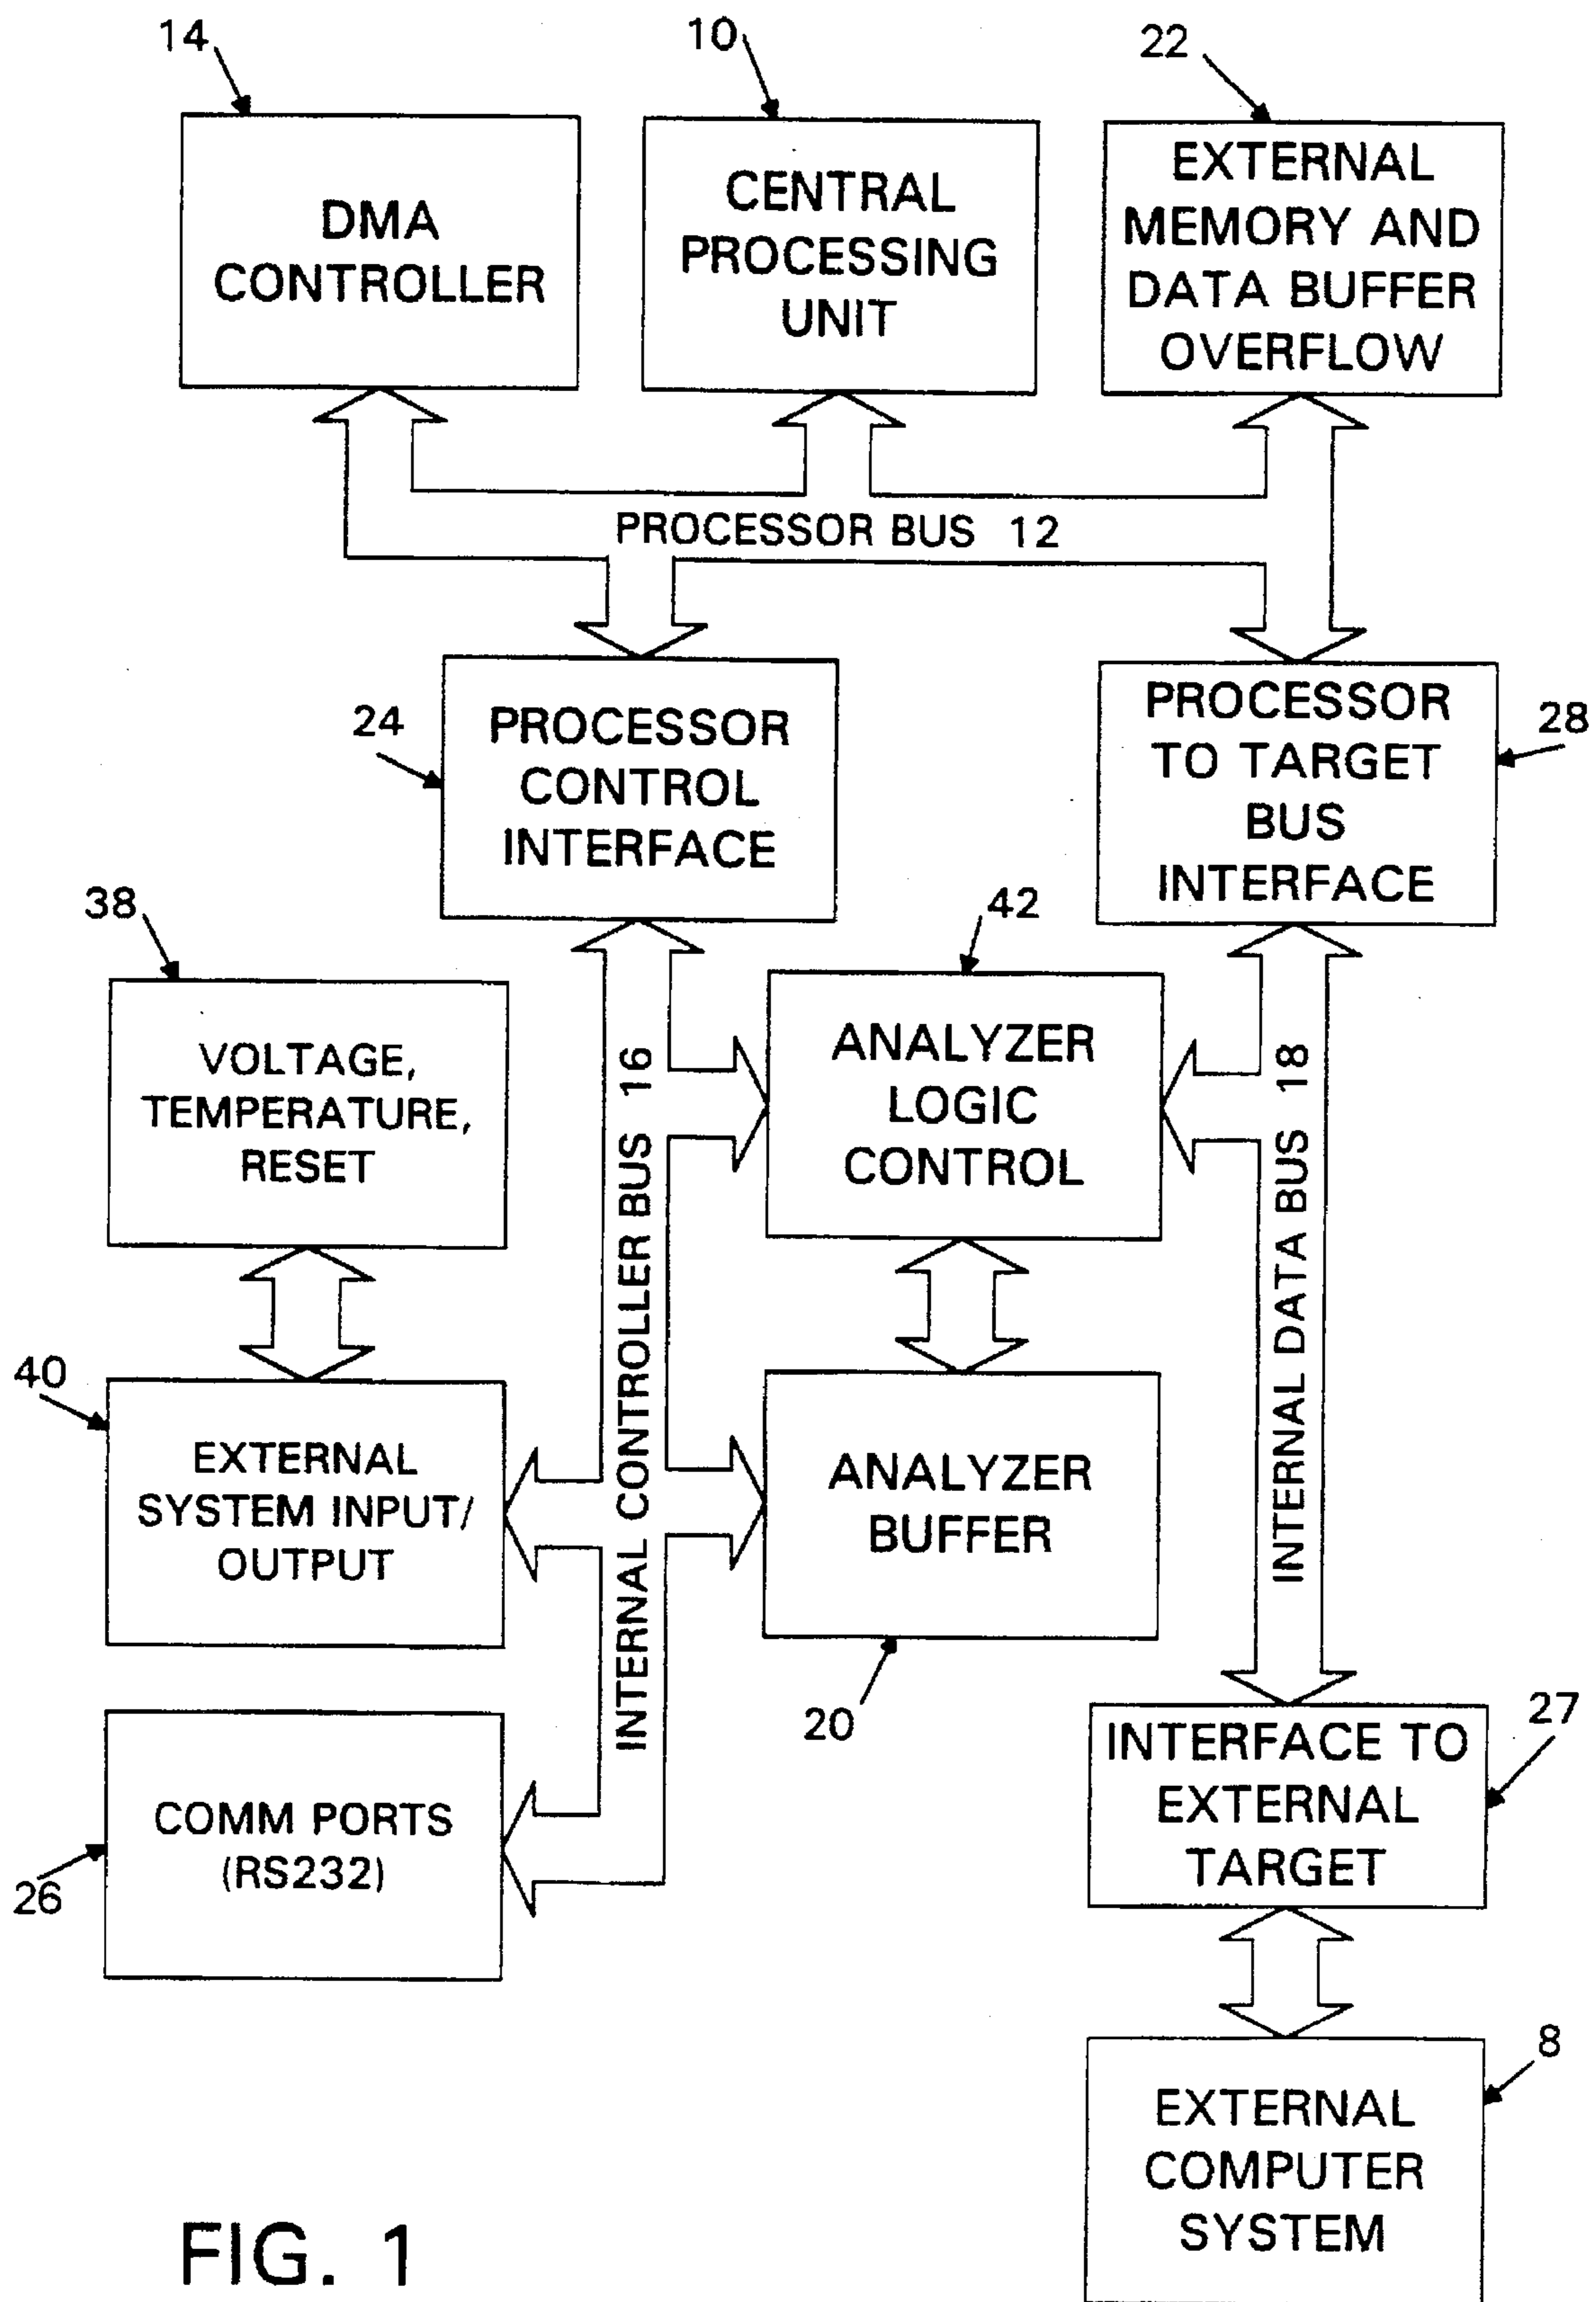 14
10
22
DMA
CONTROLLER
CENTRAL
PROCESSING
UNIT
EXTERNAL
MEMORY AND
DATA BUFFER
OVERFLOW
PROCESSOR BUS 12
24
PROCESSOR
CONTROL
INTERFACE
PROCESSOR
TO TARGET
BUS
INTERFACE
28
38
42
VOLTAGE,
TEMPERATURE,
RESET
INTERNAL CONTROLLER BUS 16
ANALYZER
LOGIC
CONTROL
INTERNAL DATA BUS 18
40
EXTERNAL
SYSTEM INPUT/
OUTPUT
ANALYZER
BUFFER
20
26
COMM PORTS
(RS232)
INTERFACE TO
EXTERNAL
TARGET
27
8
EXTERNAL
COMPUTER
SYSTEM
FIG. 1